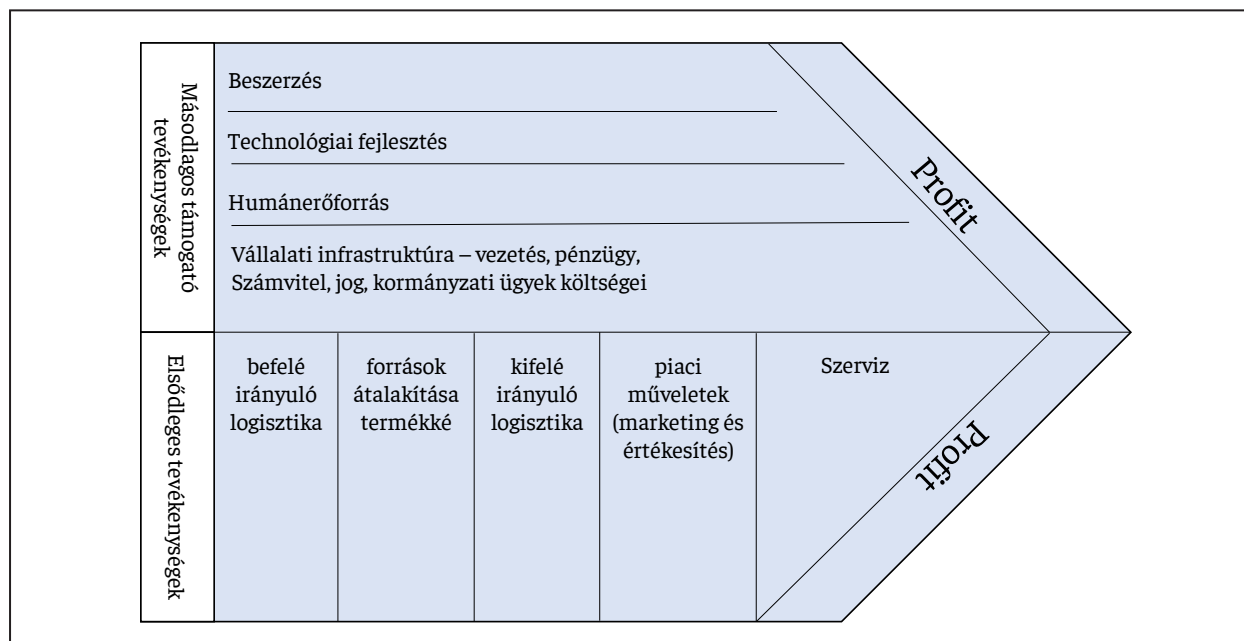 Másodlagos támogató
tevékenységek
Beszerzés
Technológiai fejlesztés
Humánerőforrás
Vállalati infrastruktúra – vezetés, pénzügy,
Számvitel, jog, kormányzati ügyek költségei
Profit
Elsődleges tevékenységek
befelé
irányuló
logisztika
források
átalakítása
termékké
kifelé
irányuló
logisztika
piaci
műveletek
(marketing és
értékesítés)
Szerviz
Profit